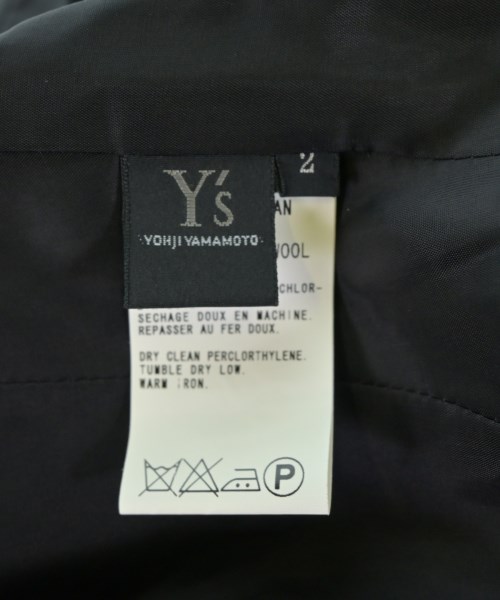 Y's
YOHJI YAMAMOTO
2
AN
WOOL
CHLOR-
SECHAGE DOUX EN MACHINE.
REPASSER AU FER DOUX.
DRY CLEAN PERCLORTHYLENE.
TUMBLE DRY LOW.
WARM IRON.
P